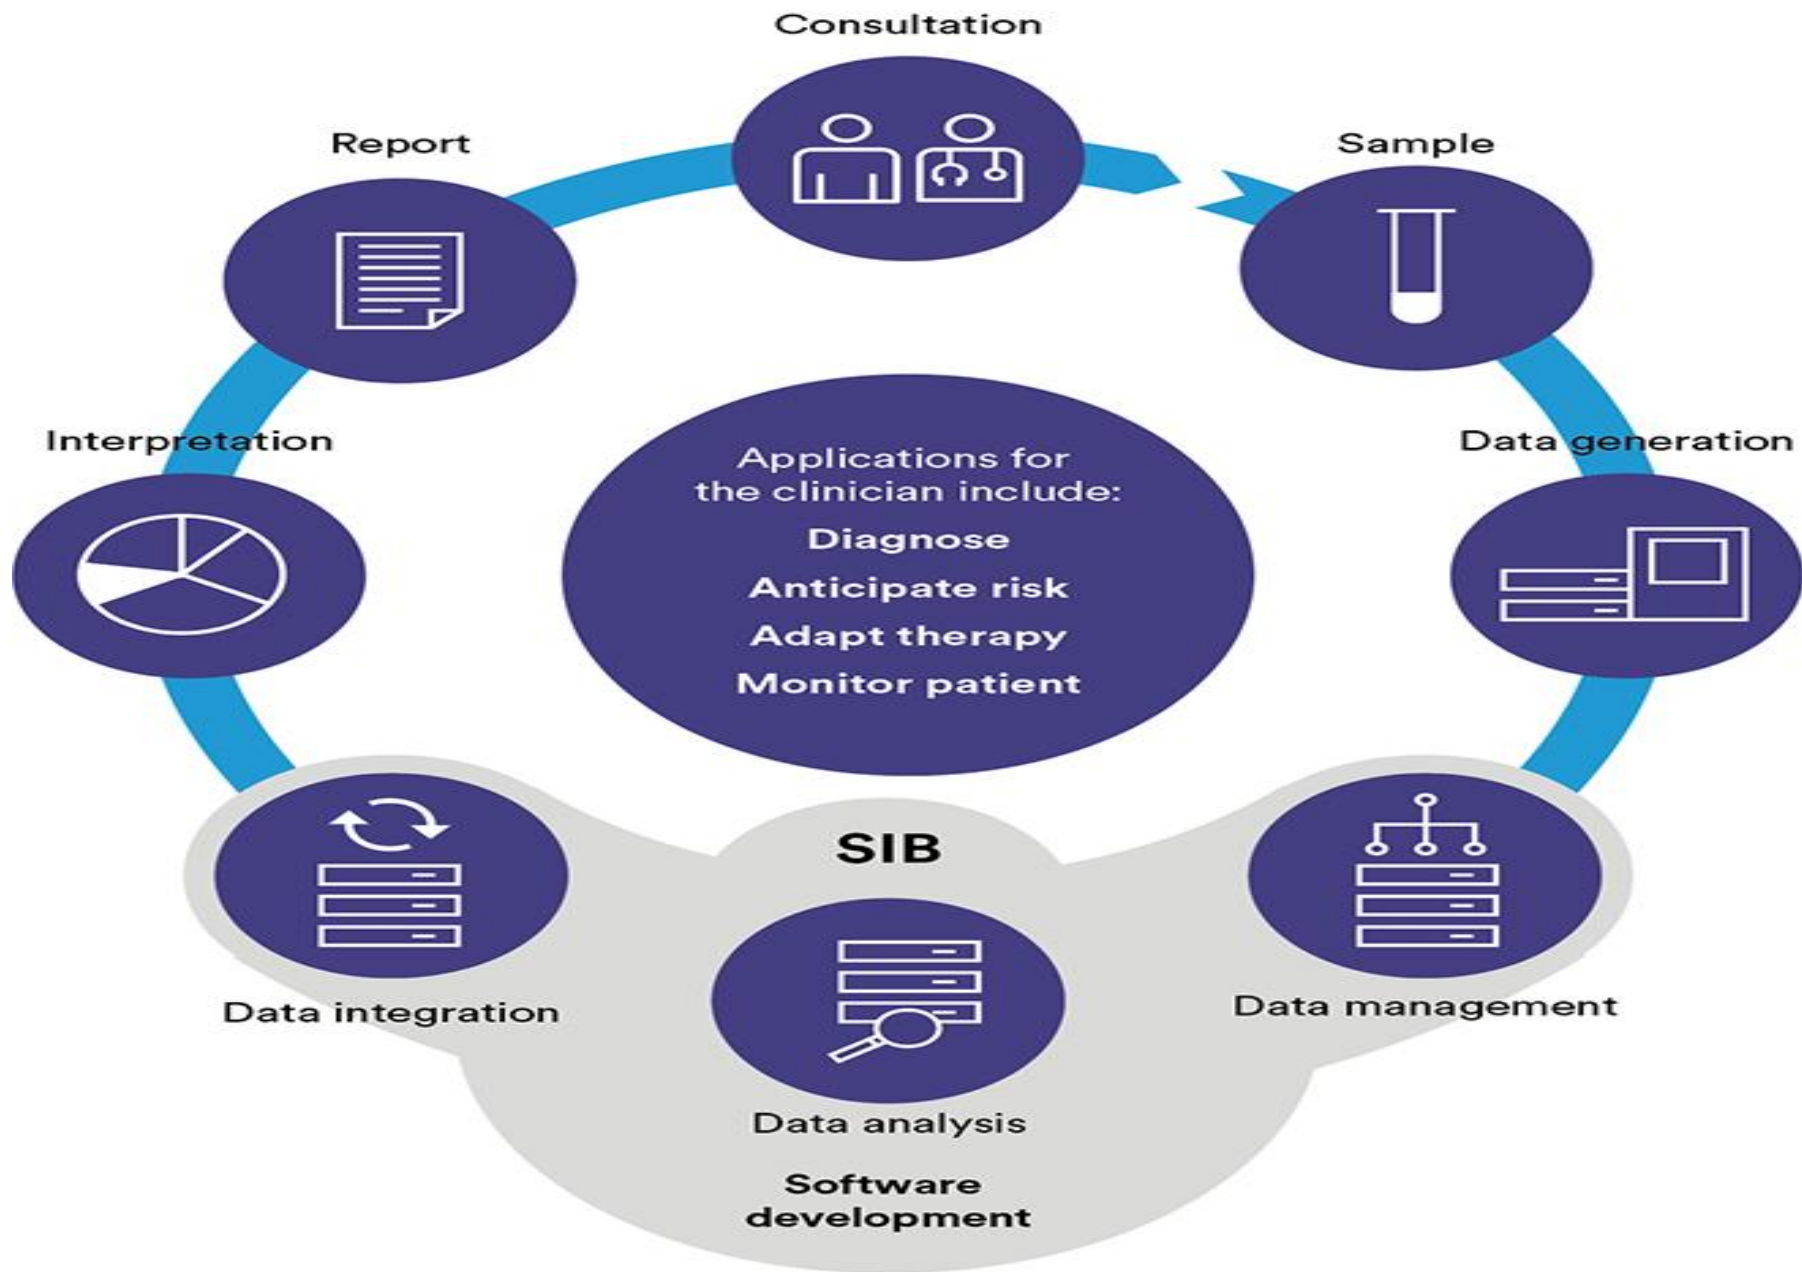 Consultation
Report
Sample
Interpretation
Data generation
Applications for
the clinician include:
Diagnose
Anticipate risk
Adapt therapy
Monitor patient
SIB
Data integration
Data management
Data analysis
Software
development